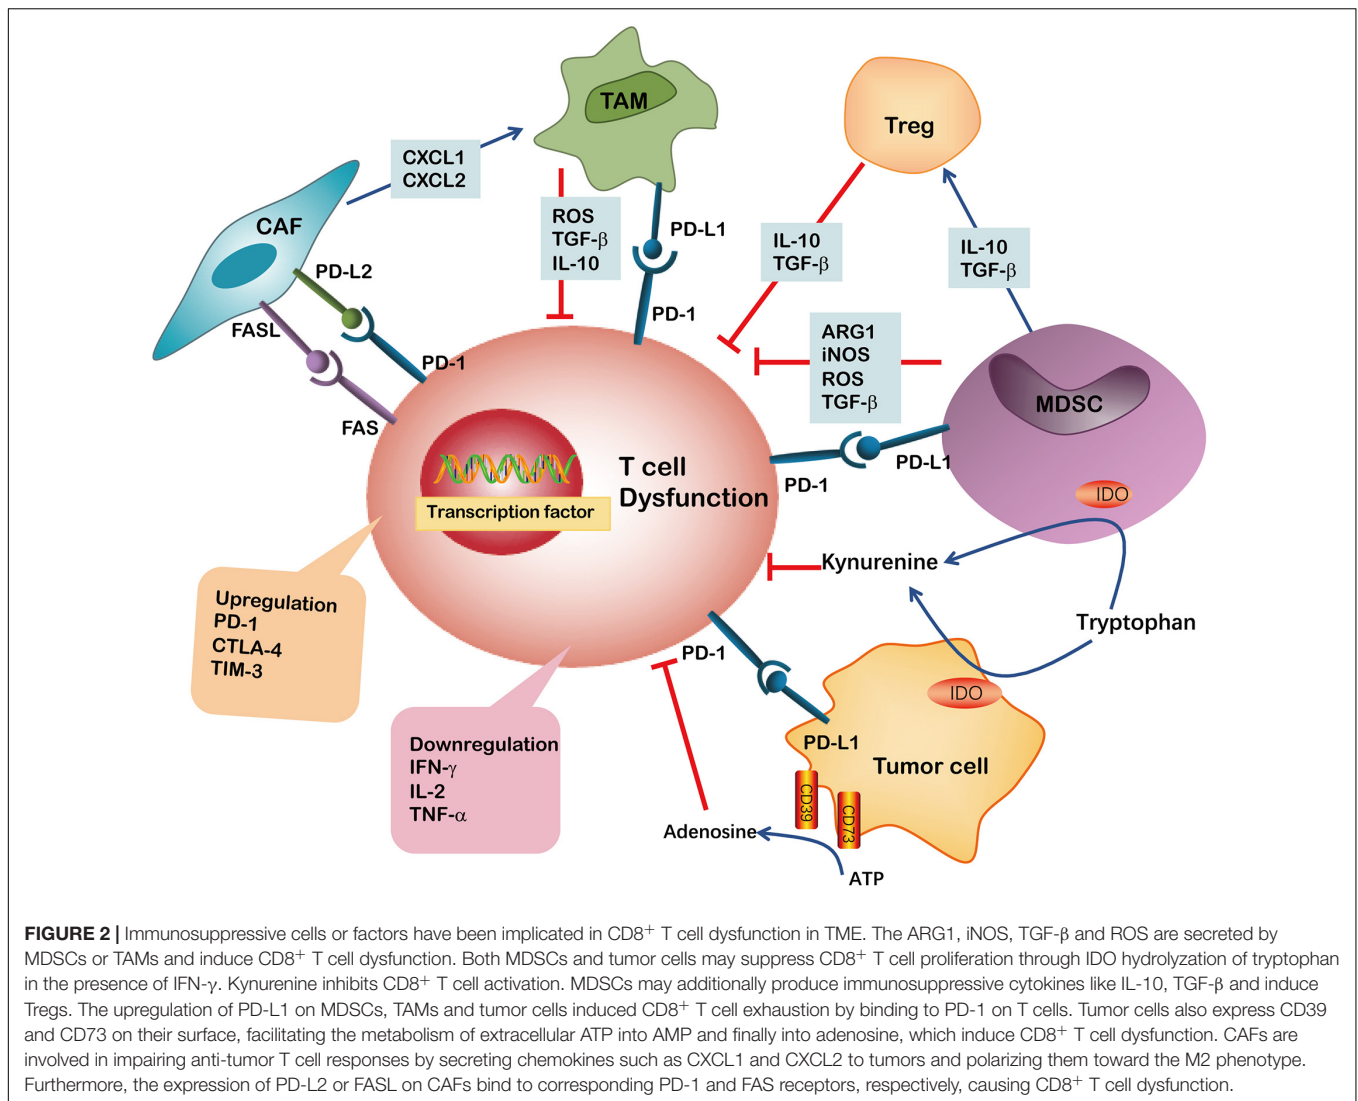 TAM
Treg
CXCL1
CXCL2
CAF
ROS
TGF-β
IL-10
PD-L1
IL-10
TGF-β
IL-10
TGF-β
PD-L2
FASL
PD-1
PD-1
FAS
ARG1
iNOS
ROS
TGF-β
MDSC
PD-L1
PD-1
IDO
T cell
Dysfunction
Transcription factor
Kynurenine
Tryptophan
Upregulation
PD-1
CTLA-4
TIM-3
PD-1
IDO
PD-L1
Tumor cell
Downregulation
IFN-γ
IL-2
TNF-α
CD39
CD73
Adenosine
ATP
FIGURE 2 | Immunosuppressive cells or factors have been implicated in CD8⁺ T cell dysfunction in TME. The ARG1, iNOS, TGF-β and ROS are secreted by
MDSCs or TAMs and induce CD8⁺ T cell dysfunction. Both MDSCs and tumor cells may suppress CD8⁺ T cell proliferation through IDO hydrolyzation of tryptophan
in the presence of IFN-γ. Kynurenine inhibits CD8⁺ T cell activation. MDSCs may additionally produce immunosuppressive cytokines like IL-10, TGF-β and induce
Tregs. The upregulation of PD-L1 on MDSCs, TAMs and tumor cells induced CD8⁺ T cell exhaustion by binding to PD-1 on T cells. Tumor cells also express CD39
and CD73 on their surface, facilitating the metabolism of extracellular ATP into AMP and finally into adenosine, which induce CD8⁺ T cell dysfunction. CAFs are
involved in impairing anti-tumor T cell responses by secreting chemokines such as CXCL1 and CXCL2 to tumors and polarizing them toward the M2 phenotype.
Furthermore, the expression of PD-L2 or FASL on CAFs bind to corresponding PD-1 and FAS receptors, respectively, causing CD8⁺ T cell dysfunction.